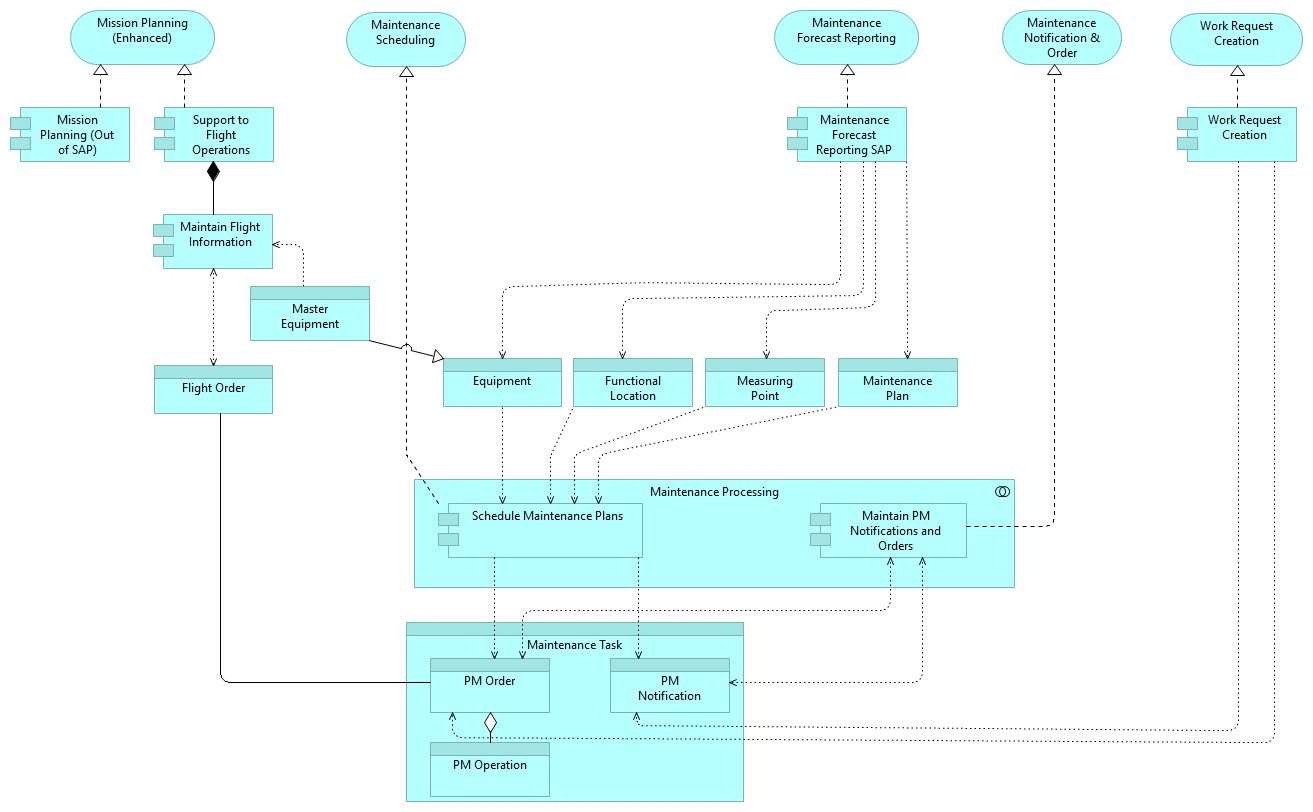 Mission Planning
(Enhanced)
Maintenance
Scheduling
Maintenance
Forecast Reporting
Maintenance
Notification &
Order
Work Request
Creation
Mission
Planning (Out
of SAP)
Support to
Flight
Operations
Maintenance
Forecast
Reporting SAP
Work Request
Creation
Maintain Flight
Information
Master
Equipment
Flight Order
Equipment
Functional
Location
Measuring
Point
Maintenance
Plan
Maintenance Processing
Schedule Maintenance Plans
Maintain PM
Notifications and
Orders
Maintenance Task
PM Order
PM
Notification
PM Operation